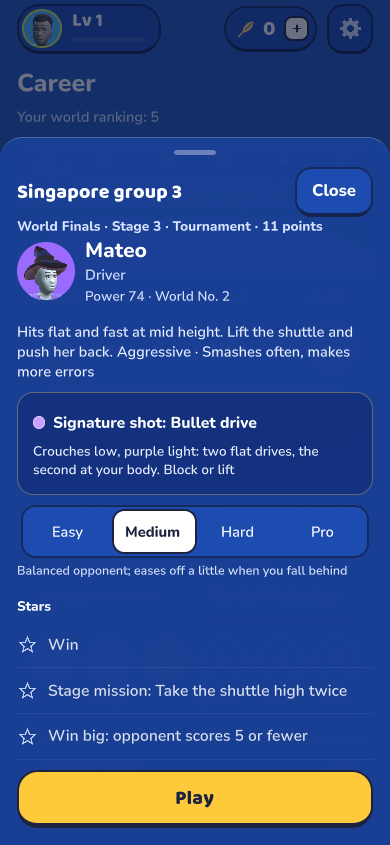 Lv 1
0
+
Career
Your world ranking: 5
Singapore group 3
Close
World Finals · Stage 3 · Tournament · 11 points
Mateo
Driver
Power 74 · World No. 2
Hits flat and fast at mid height. Lift the shuttle and
push her back. Aggressive · Smashes often, makes
more errors
Signature shot: Bullet drive
Crouches low, purple light: two flat drives, the
second at your body. Block or lift
Easy
Medium
Hard
Pro
Balanced opponent; eases off a little when you fall behind
Stars
Win
Stage mission: Take the shuttle high twice
Win big: opponent scores 5 or fewer
Play